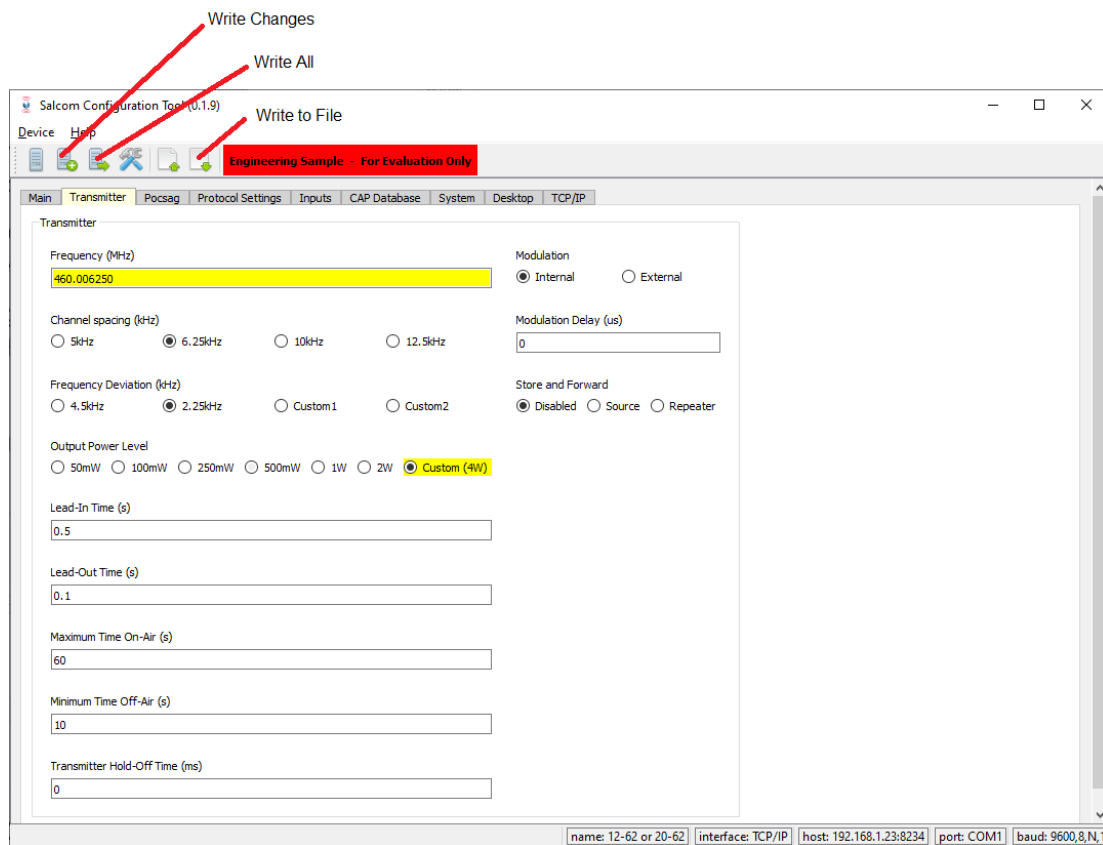 Write Changes
Write All
Write to File
Salcom Configuration Tool (0.1.9)
Device Help
Engineering Sample - For Evaluation Only
Main Transmitter Pocsag Protocol Settings Inputs CAP Database System Desktop TCP/IP
Transmitter
Frequency (MHz)
460.006250
Modulation
Internal External
Channel spacing (kHz)
5kHz 6.25kHz 10kHz 12.5kHz
Modulation Delay (us)
0
Frequency Deviation (kHz)
4.5kHz 2.25kHz Custom1 Custom2
Store and Forward
Disabled Source Repeater
Output Power Level
50mW 100mW 250mW 500mW 1W 2W Custom (4W)
Lead-In Time (s)
0.5
Lead-Out Time (s)
0.1
Maximum Time On-Air (s)
60
Minimum Time Off-Air (s)
10
Transmitter Hold-Off Time (ms)
0
name: 12-62 or 20-62 interface: TCP/IP host: 192.168.1.23:8234 port: COM1 baud: 9600,8,N,1